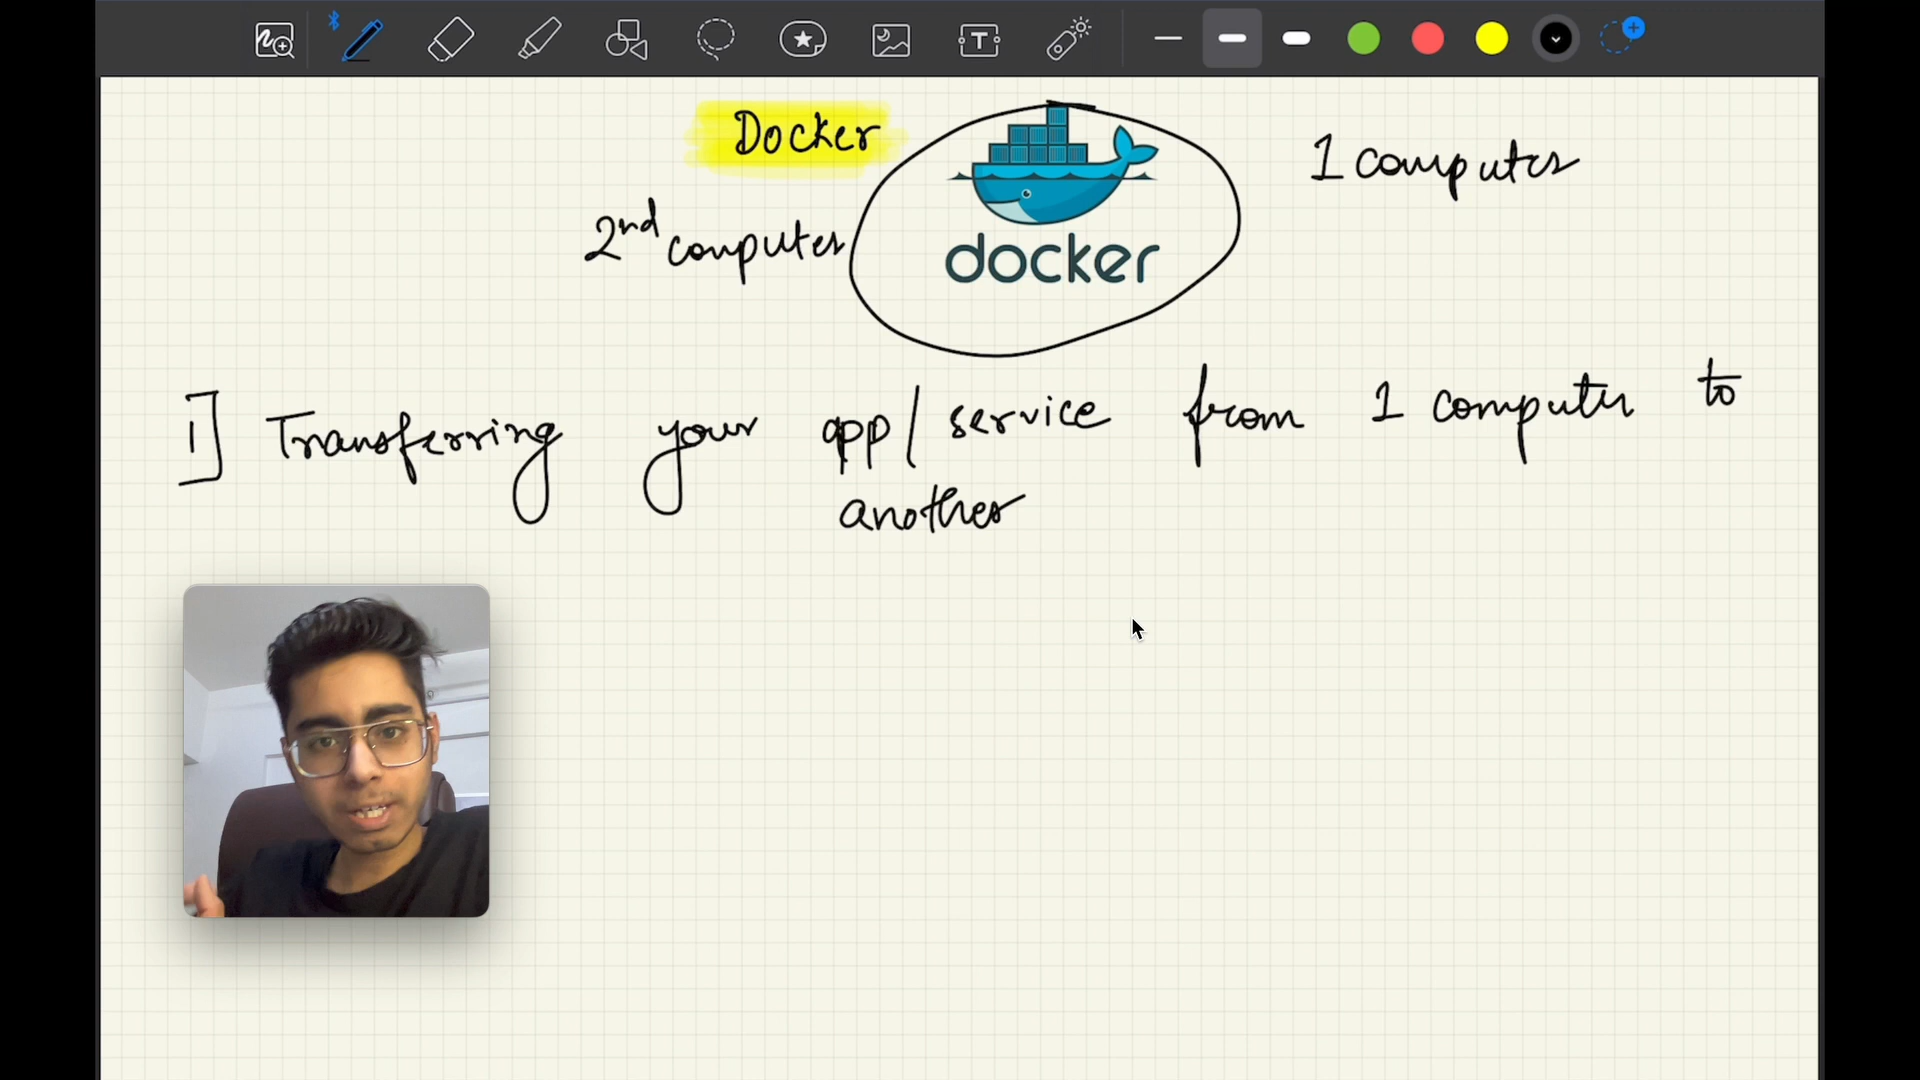 Docker
docker
1 computer
2nd computer
1] Transferring your app/service from 1 computer to
another